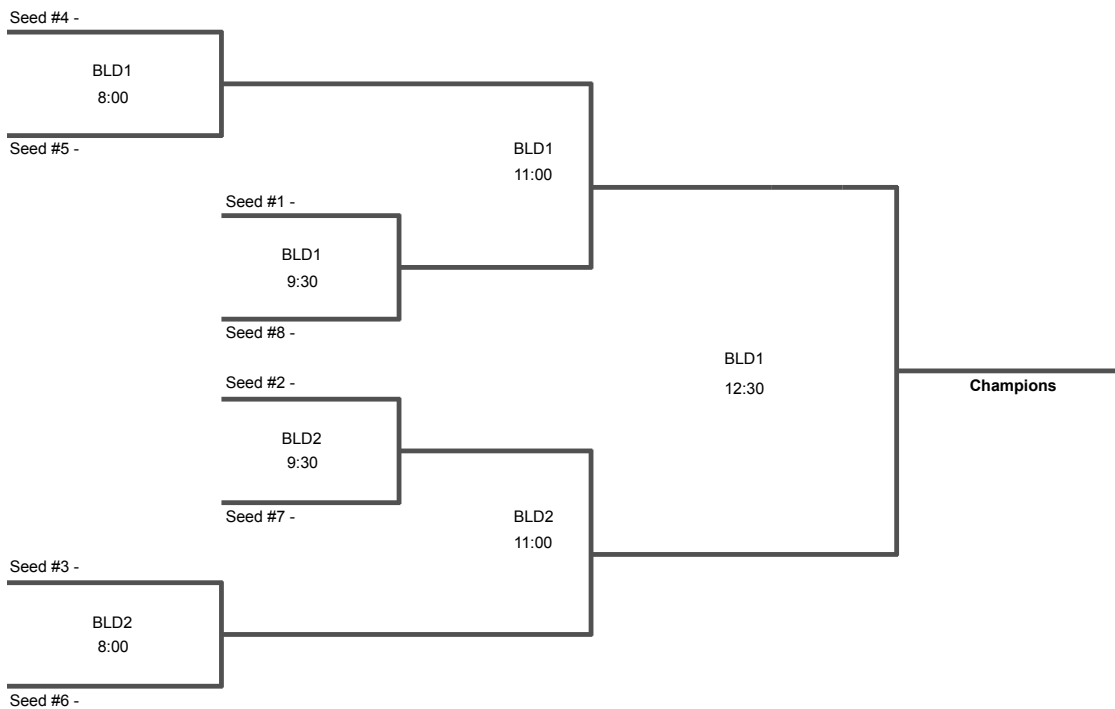 Seed #4 -
BLD1
8:00
Seed #5 -
BLD1
11:00
Seed #1 -
BLD1
9:30
Seed #8 -
BLD1
12:30
Champions
Seed #2 -
BLD2
9:30
Seed #7 -
BLD2
11:00
Seed #3 -
BLD2
8:00
Seed #6 -